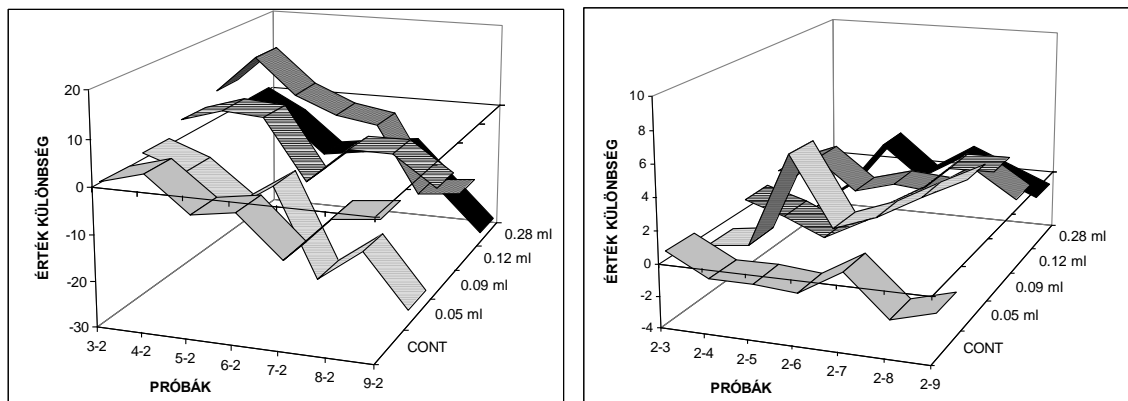 20
10
0
-10
-20
-30
ÉRTÉK KÜLÖNBSÉG
3-2
4-2
5-2
6-2
7-2
8-2
9-2
PRÓBÁK
CONT
0.05 ml
0.09 ml
0.12 ml
0.28 ml
10
8
6
4
2
0
-2
-4
ÉRTÉK KÜLÖNBSÉG
2-3
2-4
2-5
2-6
2-7
2-8
2-9
PRÓBÁK
CONT
0.05 ml
0.09 ml
0.12 ml
0.28 ml